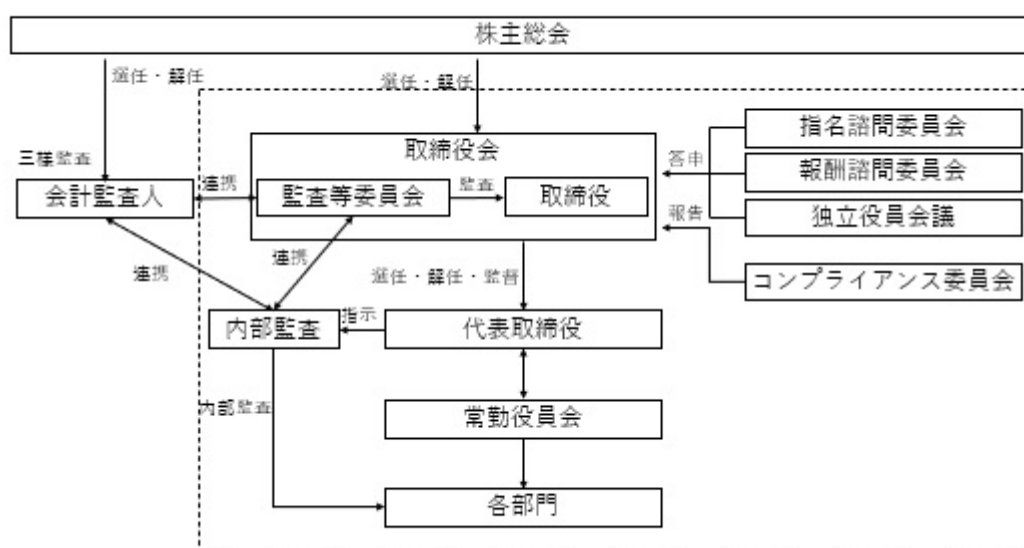 株主総会
選任・解任
選任・解任
取締役会
指名諮問委員会
三様監査
答申
報酬諮問委員会
会計監査人
連携
監査等委員会
監査
取締役
報告
独立役員会議
連携
連携
選任・解任・監督
コンプライアンス委員会
内部監査
指示
代表取締役
内部監査
常勤役員会
各部門